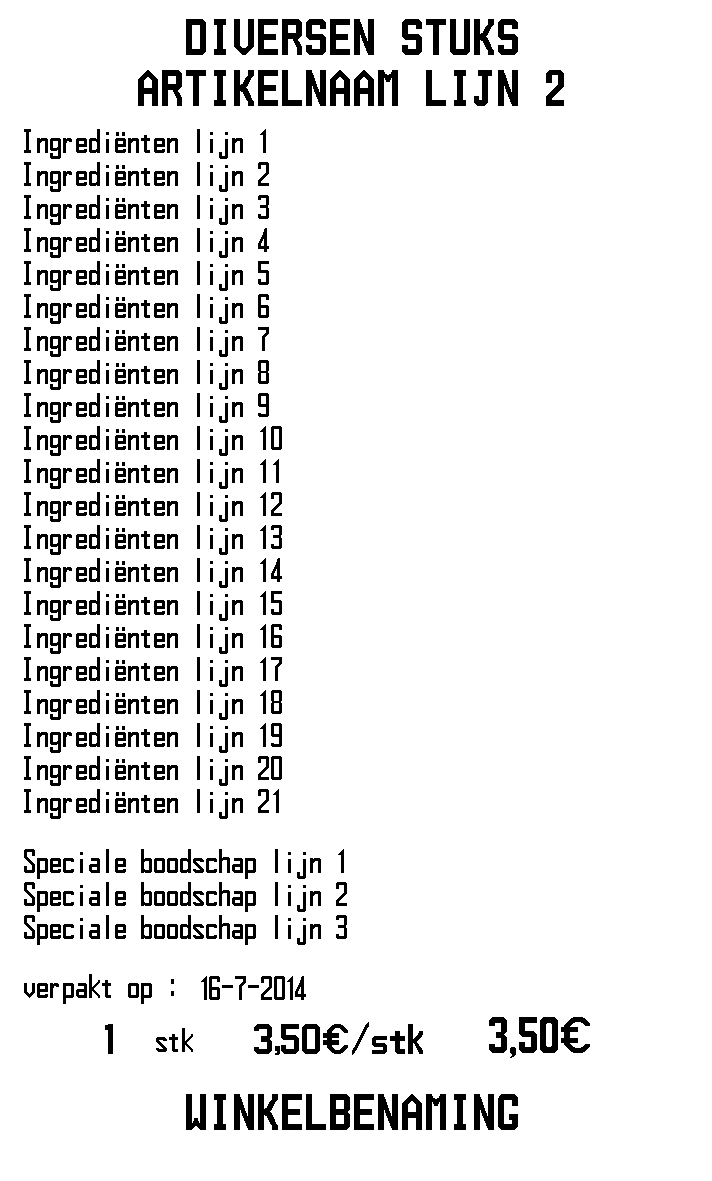 DIVERSEN STUKS
ARTIKELNAAM LIJN 2
Ingrediënten lijn 1
Ingrediënten lijn 2
Ingrediënten lijn 3
Ingrediënten lijn 4
Ingrediënten lijn 5
Ingrediënten lijn 6
Ingrediënten lijn 7
Ingrediënten lijn 8
Ingrediënten lijn 9
Ingrediënten lijn 10
Ingrediënten lijn 11
Ingrediënten lijn 12
Ingrediënten lijn 13
Ingrediënten lijn 14
Ingrediënten lijn 15
Ingrediënten lijn 16
Ingrediënten lijn 17
Ingrediënten lijn 18
Ingrediënten lijn 19
Ingrediënten lijn 20
Ingrediënten lijn 21
Speciale boodschap lijn 1
Speciale boodschap lijn 2
Speciale boodschap lijn 3
verpakt op : 16-7-2014
1 stk 3,50€/stk 3,50€
WINKELBENAMING